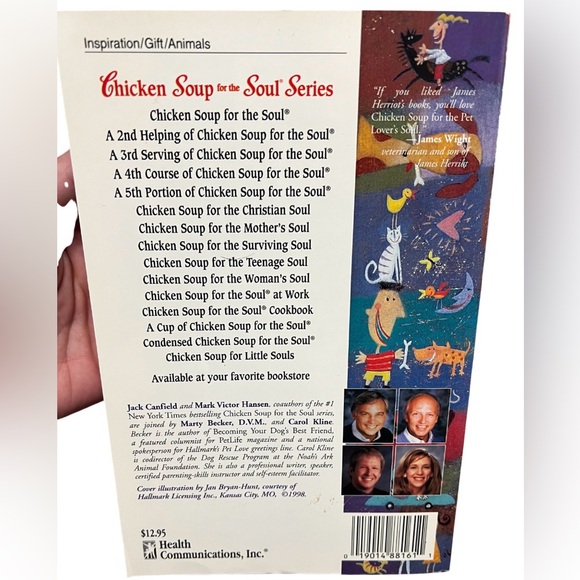 Inspiration/Gift/Animals
Chicken Soup for the Soul® Series
Chicken Soup for the Soul®
A 2nd Helping of Chicken Soup for the Soul®
A 3rd Serving of Chicken Soup for the Soul®
A 4th Course of Chicken Soup for the Soul®
A 5th Portion of Chicken Soup for the Soul®
Chicken Soup for the Christian Soul
Chicken Soup for the Mother's Soul
Chicken Soup for the Surviving Soul
Chicken Soup for the Teenage Soul
Chicken Soup for the Woman's Soul
Chicken Soup for the Soul® at Work
Chicken Soup for the Soul® Cookbook
A Cup of Chicken Soup for the Soul®
Condensed Chicken Soup for the Soul®
Chicken Soup for Little Souls
Available at your favorite bookstore
Jack Canfield and Mark Victor Hansen, coauthors of the #1
New York Times bestselling Chicken Soup for the Soul series,
are joined by Marty Becker, D.V.M., and Carol Kline.
Becker is the author of Becoming Your Dog's Best Friend,
a featured columnist for PetLife magazine and a national
spokesperson for Hallmark's Pet Love greetings line. Carol Kline
is codirector of the Dog Rescue Program at the Noah's Ark
Animal Foundation. She is also a professional writer, speaker,
certified parenting-skills instructor and self-esteem facilitator.
Cover illustration by Jan Bryan-Hunt, courtesy of
Hallmark Licensing Inc., Kansas City, MO, ©1998.
$12.95
Health
Communications, Inc.®
"If you liked James
Herriot's books, you'll love
Chicken Soup for the Pet
Lover's Soul."
—James Wight
veterinarian and son of
James Herriot
0 19014 88161 1